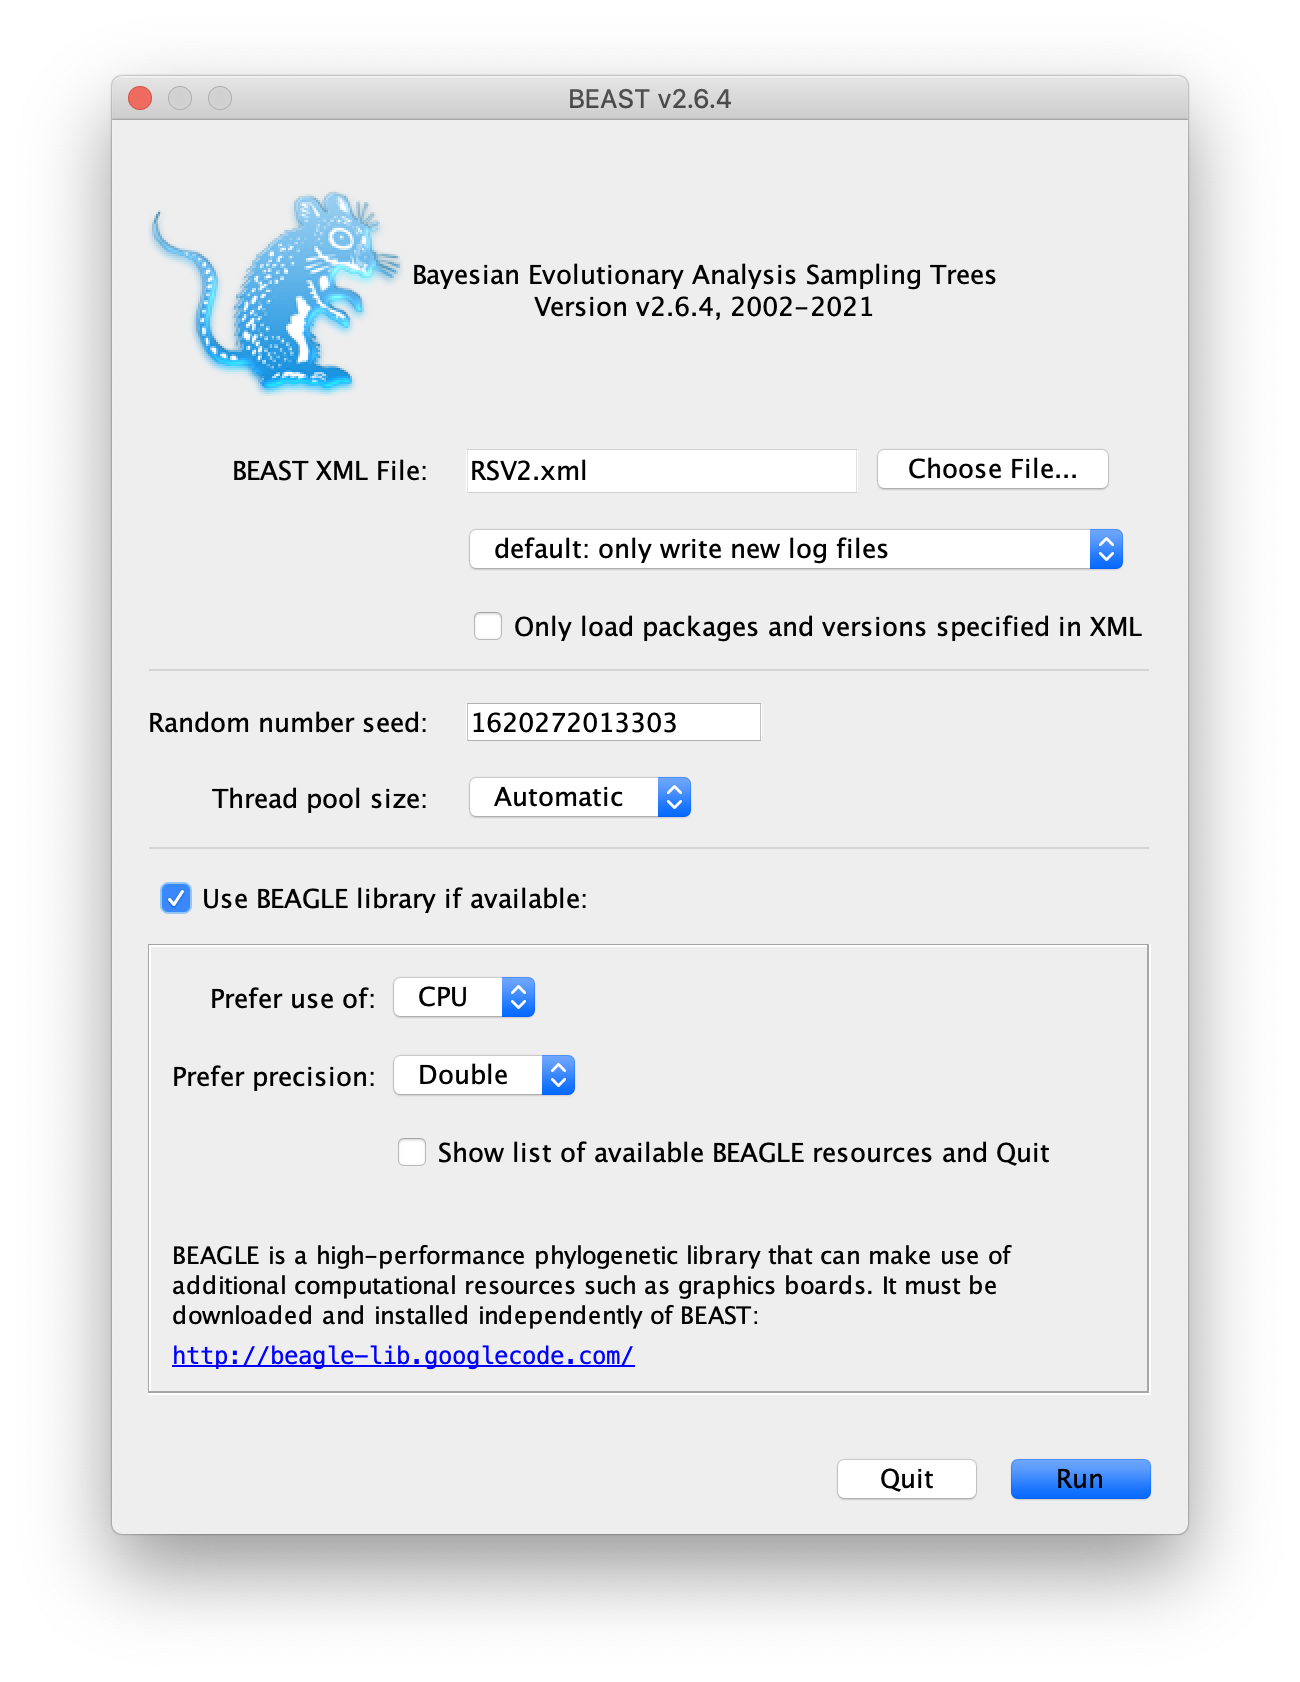 BEAST v2.6.4
Bayesian Evolutionary Analysis Sampling Trees
Version v2.6.4, 2002-2021
BEAST XML File: RSV2.xml Choose File...
default: only write new log files
Only load packages and versions specified in XML
Random number seed: 1620272013303
Thread pool size: Automatic
Use BEAGLE library if available:
Prefer use of: CPU
Prefer precision: Double
Show list of available BEAGLE resources and Quit
BEAGLE is a high-performance phylogenetic library that can make use of
additional computational resources such as graphics boards. It must be
downloaded and installed independently of BEAST:
http://beagle-lib.googlecode.com/
Quit Run